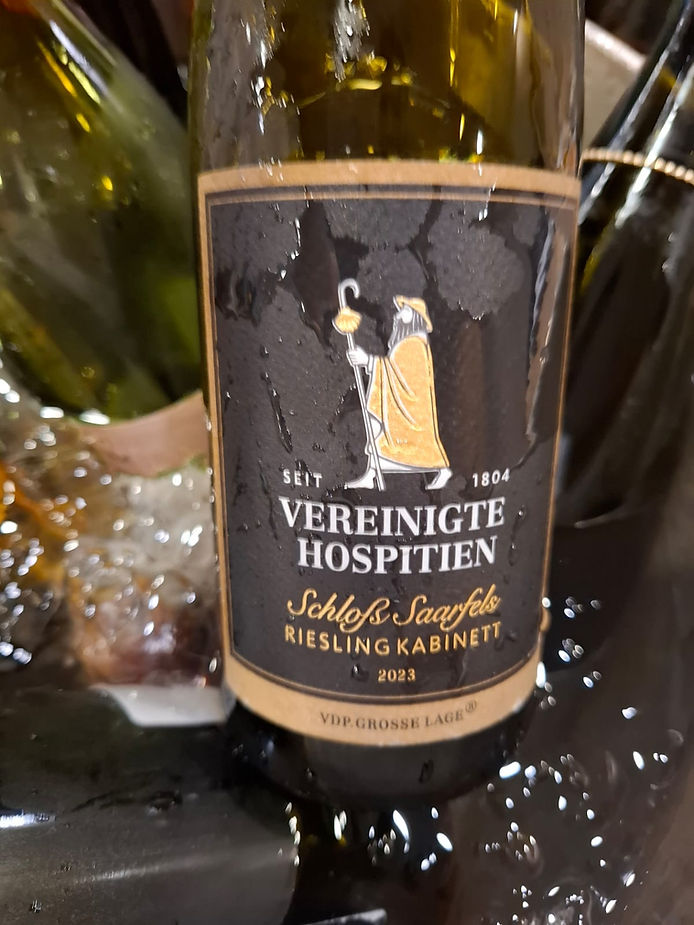 SEIT 1804
VEREINIGTE
HOSPITIEN
Schloß Saarfels
RIESLING KABINETT
2023
VDP.GROSSE LAGE®